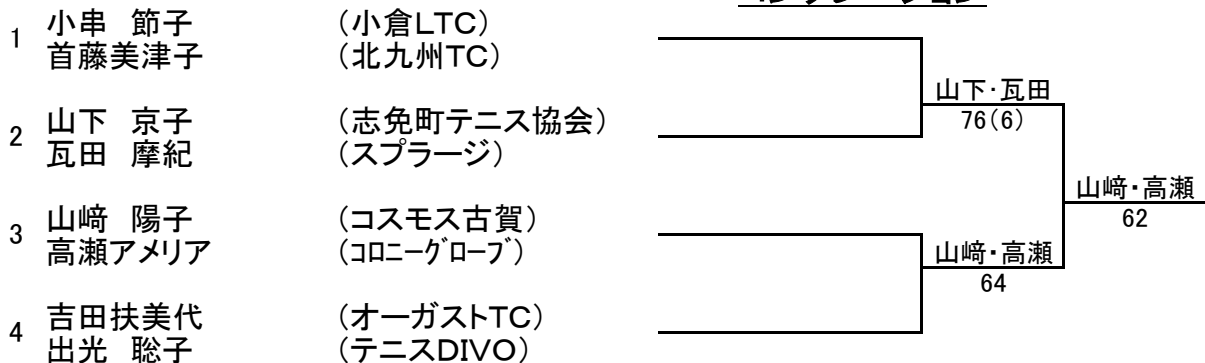 1 小串 節子 (小倉LTC)
首藤美津子 (北九州TC)
山下・瓦田
76(6)
2 山下 京子 (志免町テニス協会)
瓦田 摩紀 (スプラージ)
山﨑・高瀬
62
3 山﨑 陽子 (コスモス古賀)
高瀬アメリア (コロニーグローブ)
山﨑・高瀬
64
4 吉田扶美代 (オーガストTC)
出光 聡子 (テニスDIVO)